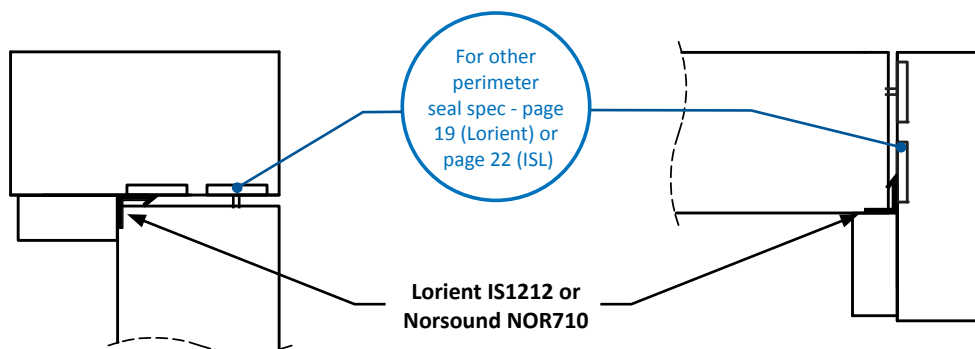 For other
perimeter
seal spec - page
19 (Lorient) or
page 22 (ISL)
Lorient IS1212 or
Norsound NOR710